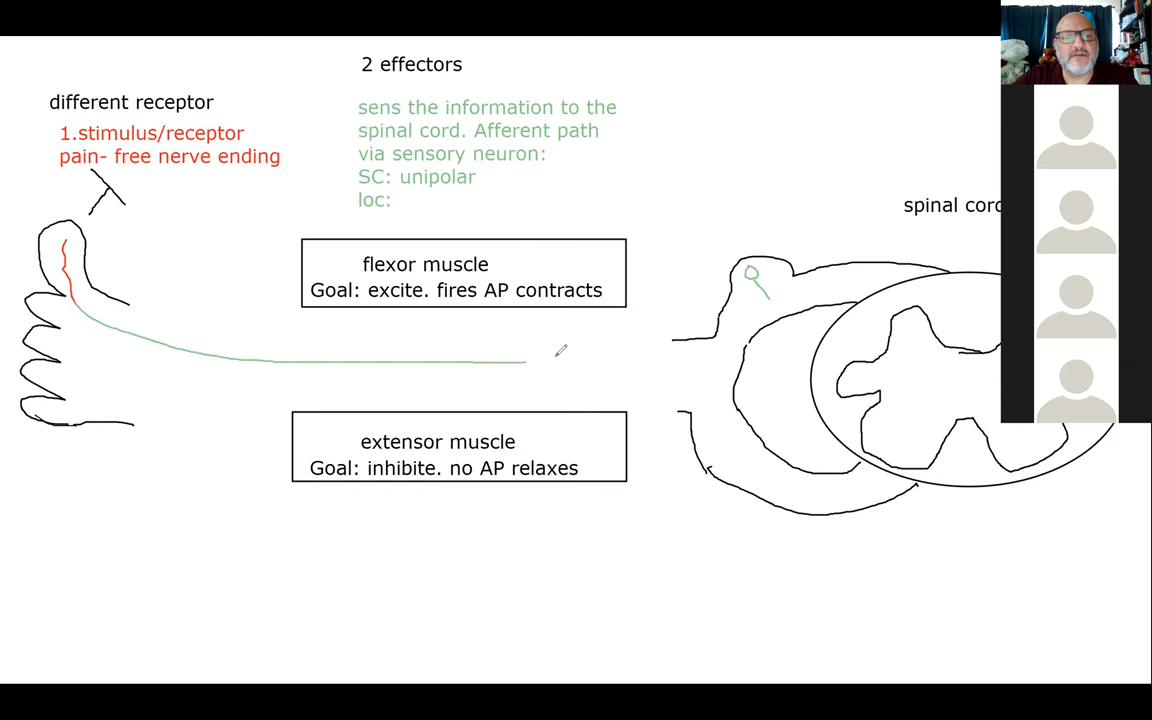 2 effectors
different receptor
1.stimulus/receptor
pain- free nerve ending
sens the information to the
spinal cord. Afferent path
via sensory neuron:
SC: unipolar
loc:
spinal cord
flexor muscle
Goal: excite. fires AP contracts
extensor muscle
Goal: inhibite. no AP relaxes